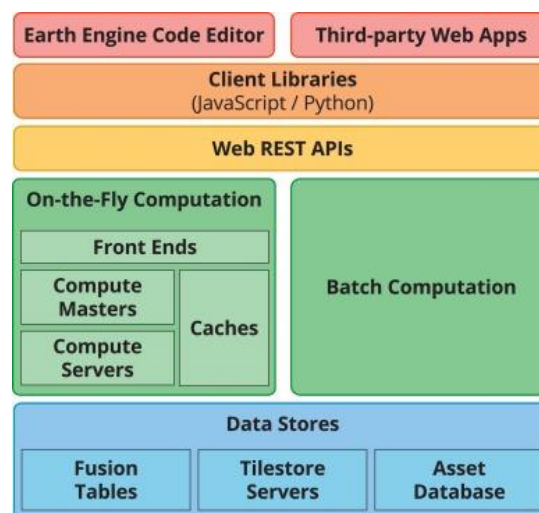 Earth Engine Code Editor
Third-party Web Apps
Client Libraries
(JavaScript / Python)
Web REST APIs
On-the-Fly Computation
Front Ends
Compute
Masters
Compute
Servers
Caches
Batch Computation
Data Stores
Fusion
Tables
Tilestore
Servers
Asset
Database